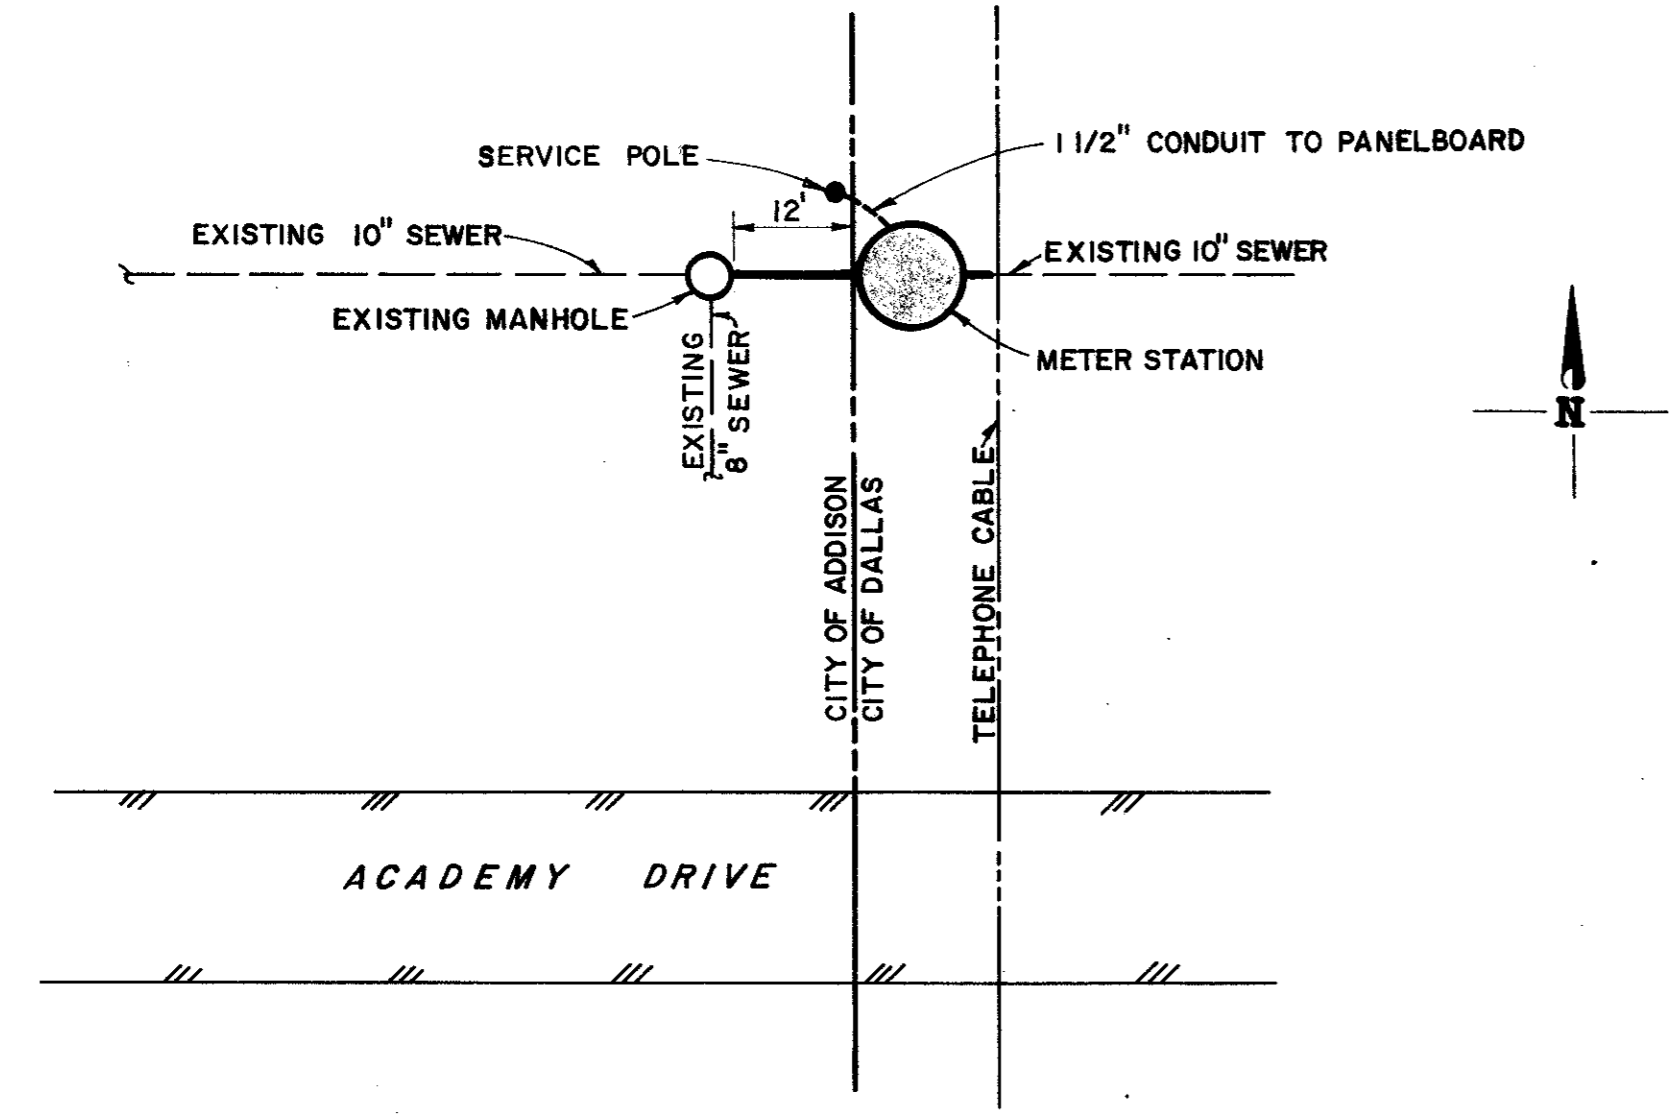 1 1/2" CONDUIT TO PANELBOARD
SERVICE POLE
12'
EXISTING 10" SEWER
EXISTING 10" SEWER
EXISTING MANHOLE
METER STATION
EXISTING
8" SEWER
N
CITY OF ADDISON
CITY OF DALLAS
TELEPHONE CABLE
ACADEMY DRIVE